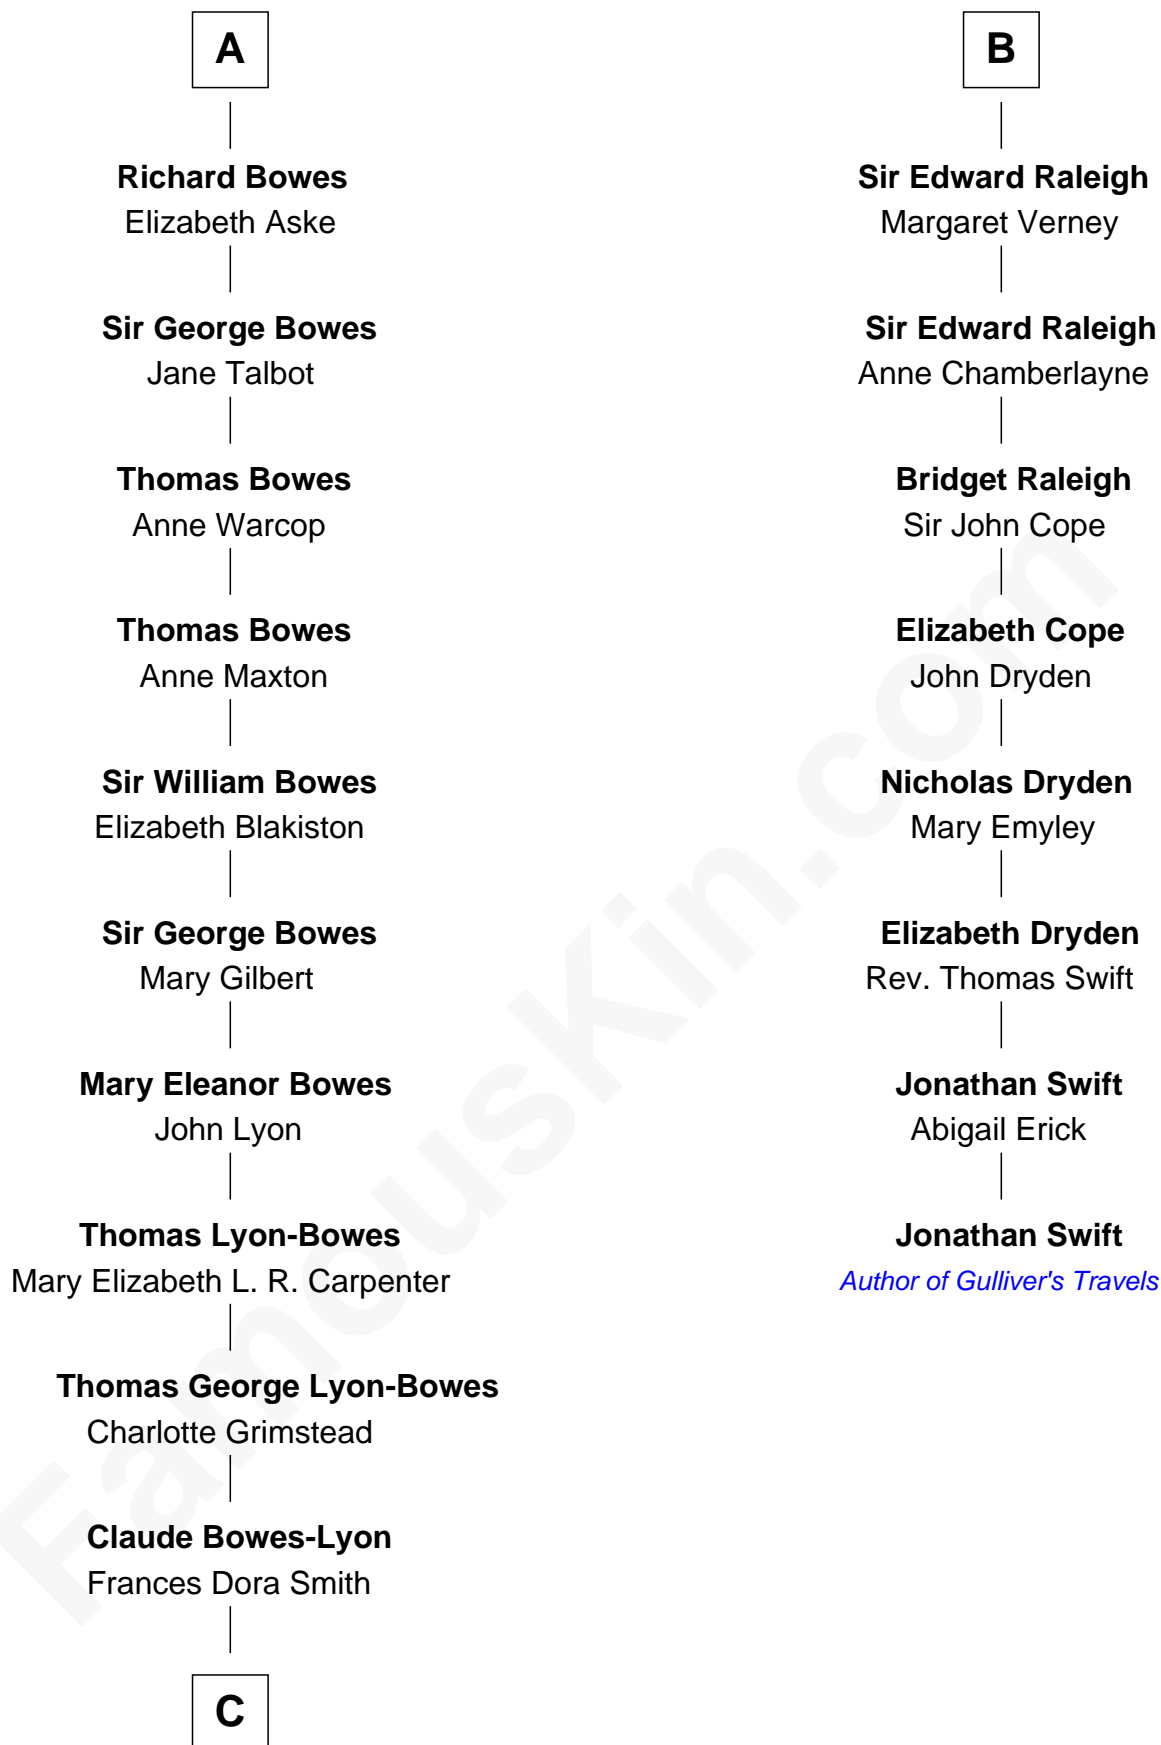 A
Richard Bowes
Elizabeth Aske
Sir George Bowes
Jane Talbot
Thomas Bowes
Anne Warcop
Thomas Bowes
Anne Maxton
Sir William Bowes
Elizabeth Blakiston
Sir George Bowes
Mary Gilbert
Mary Eleanor Bowes
John Lyon
Thomas Lyon-Bowes
Mary Elizabeth L. R. Carpenter
Thomas George Lyon-Bowes
Charlotte Grimstead
Claude Bowes-Lyon
Frances Dora Smith
C
B
Sir Edward Raleigh
Margaret Verney
Sir Edward Raleigh
Anne Chamberlayne
Bridget Raleigh
Sir John Cope
Elizabeth Cope
John Dryden
Nicholas Dryden
Mary Emyley
Elizabeth Dryden
Rev. Thomas Swift
Jonathan Swift
Abigail Erick
Jonathan Swift
Author of Gulliver's Travels
FamousKin.com